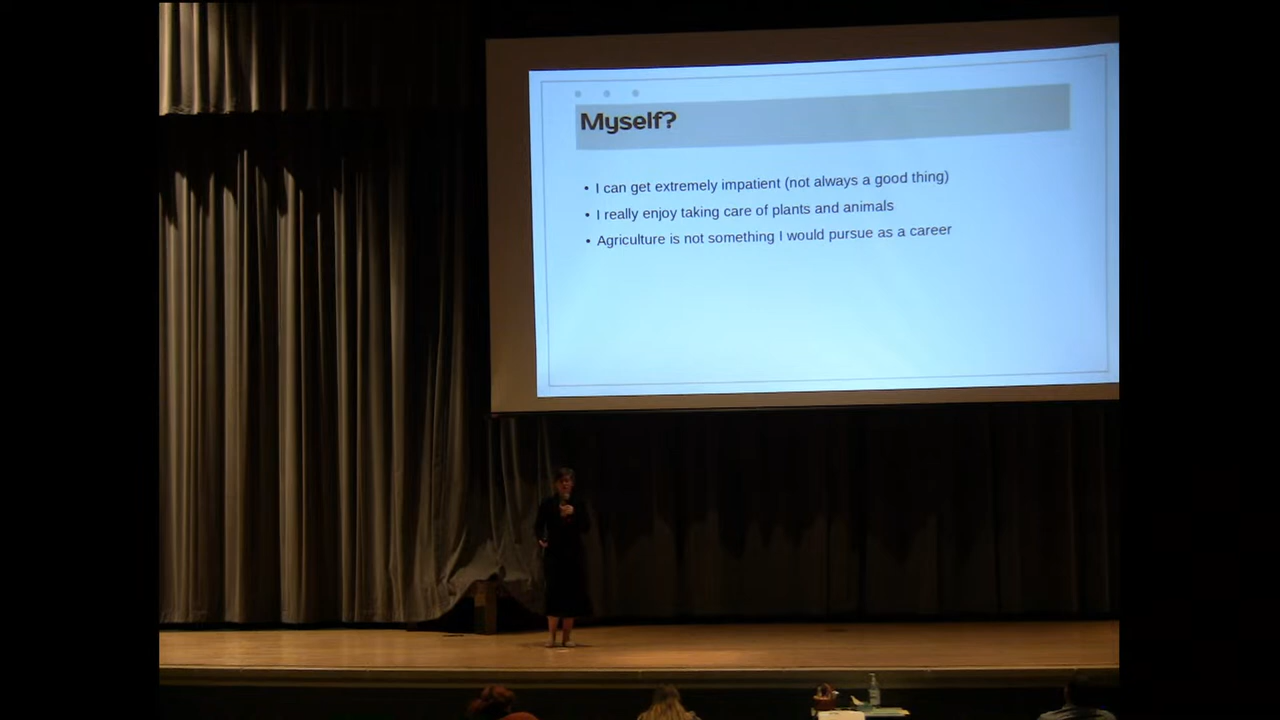 Myself?
• I can get extremely impatient (not always a good thing)
• I really enjoy taking care of plants and animals
• Agriculture is not something I would pursue as a career